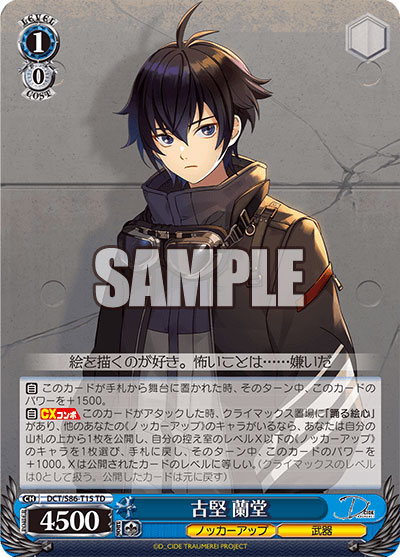 LEVEL
1
0
COST
SAMPLE
絵を描くのが好き。怖いことは……嫌いだ
自 このカードが手札から舞台に置かれた時、そのターン中、このカードの
パワーを+1500。
自 CXコンボ このカードがアタックした時、クライマックス置場に「踊る絵心」
があり、他のあなたの《ノッカーアップ》のキャラがいるなら、あなたは自分
の山札の上から1枚を公開し、自分の控え室のレベルX以下の《ノッカーアップ》
のキャラを1枚選び、手札に戻し、そのターン中、このカードのパワーを
+1000。Xは公開されたカードのレベルに等しい。(クライマックスのレベル
は0として扱う。公開したカードは元に戻す)
CH DCT/S86-T15 TD
古堅 蘭堂
D_CIDE
4500
ノッカーアップ
武器
©D_CIDE TRAUMEREI PROJECT